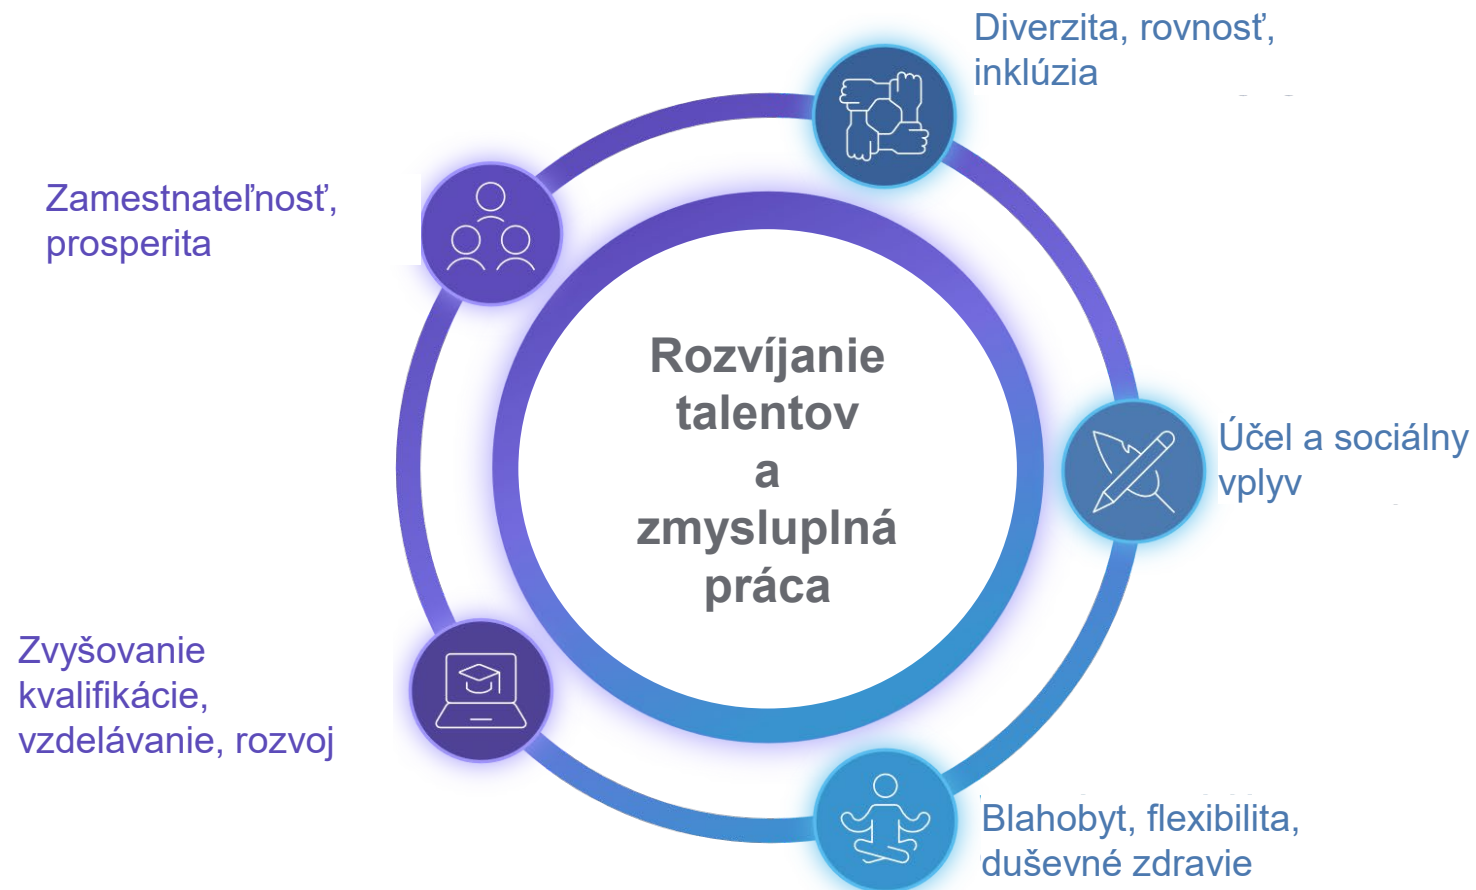 Diverzita, rovnosť,
inklúzia
Zamestnateľnosť,
prosperita
Rozvíjanie
talentov
a
zmysluplná
práca
Účel a sociálny
vplyv
Zvyšovanie
kvalifikácie,
vzdelávanie, rozvoj
Blahobyt, flexibilita,
duševné zdravie